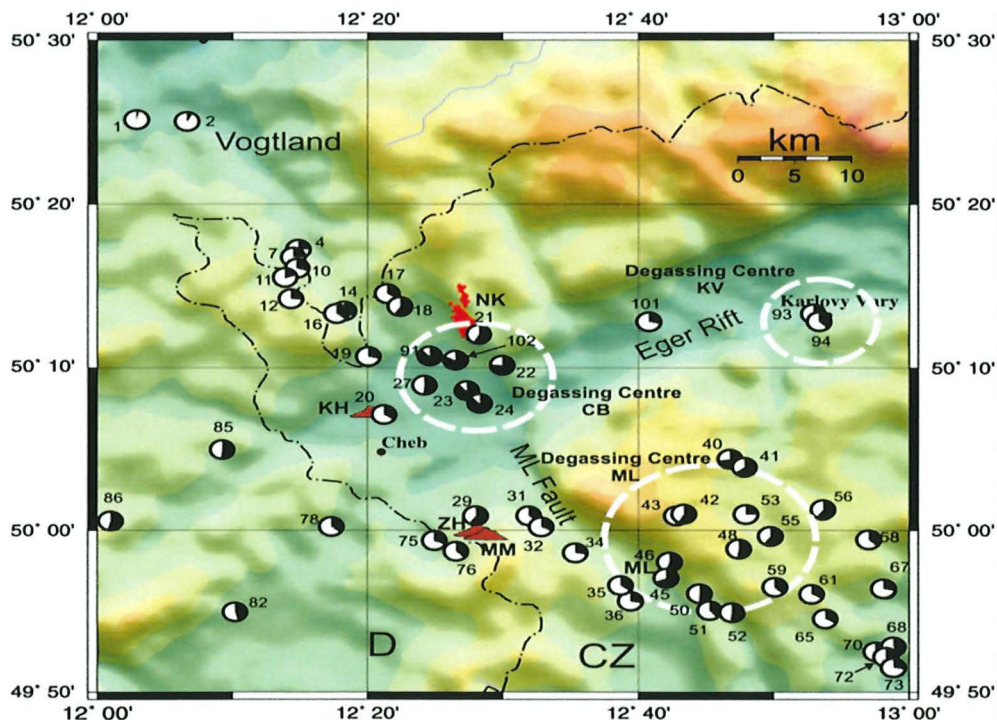 12° 00' 12° 20' 12° 40' 13° 00'
50° 30' 50° 30'
1 2 Vogtland
km
0 5 10
50° 20' 50° 20'
7 4
11 10
12
16 14
17
18
NK
21
Degassing Centre
KV
101
Eger Rift
Karlovy Vary
93
94
50° 10' 50° 10'
19
91 102
22
27
23 24
Degassing Centre
CB
20
KH
Cheb
ML Fault
Degassing Centre
ML
40 41
85
86
78
29 31
ZH
MM
32
75
76
34
43 42 53 56
48 55 58
50° 00' 50° 00'
46
ML
45
35
36
50
51
52
59 61
65
67
82
D
CZ
70 68
72 73
49° 50' 49° 50'
12° 00' 12° 20' 12° 40' 13° 00'